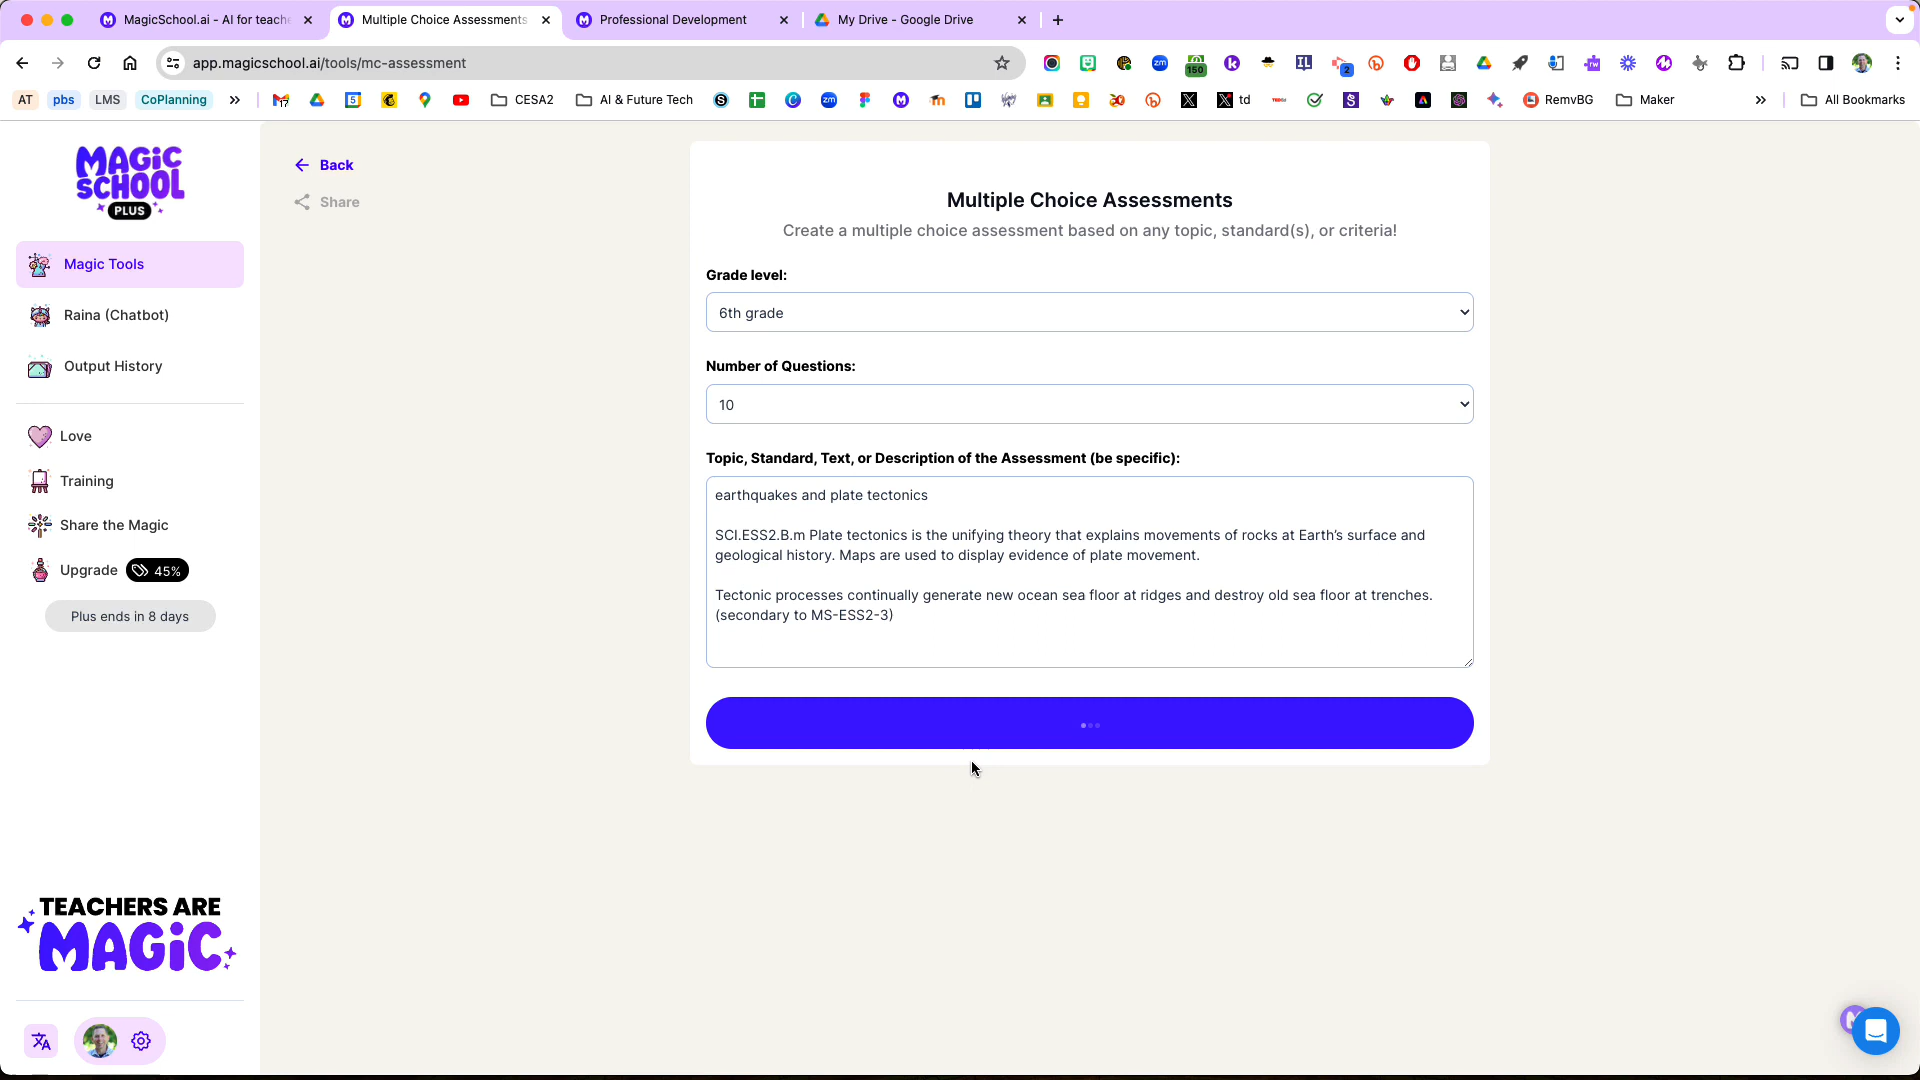 MagicSchool.ai - AI for teache
Multiple Choice Assessments
Professional Development
My Drive - Google Drive
app.magicschool.ai/tools/mc-assessment
150
2
AT
pbs
LMS
CoPlanning
CESA2
AI & Future Tech
td
RemvBG
Maker
All Bookmarks
MAGiC
SCHOOL
PLUS
Magic Tools
Raina (Chatbot)
Output History
Love
Training
Share the Magic
Upgrade 45%
Plus ends in 8 days
TEACHERS ARE
MAGiC
Back
Share
Multiple Choice Assessments
Create a multiple choice assessment based on any topic, standard(s), or criteria!
Grade level:
6th grade
Number of Questions:
10
Topic, Standard, Text, or Description of the Assessment (be specific):
earthquakes and plate tectonics
SCI.ESS2.B.m Plate tectonics is the unifying theory that explains movements of rocks at Earth’s surface and
geological history. Maps are used to display evidence of plate movement.
Tectonic processes continually generate new ocean sea floor at ridges and destroy old sea floor at trenches.
(secondary to MS-ESS2-3)